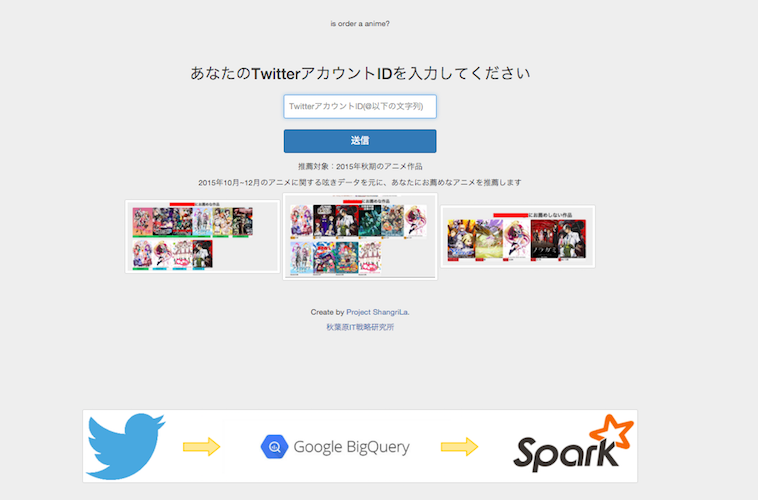 is order a anime?
あなたのTwitterアカウントIDを入力してください
TwitterアカウントID(@以下の文字列)
送信
推薦対象：2015年秋期のアニメ作品
2015年10月~12月のアニメに関する呟きデータを元に、あなたにお薦めなアニメを推薦します
にお薦めな作品
にお薦めな作品
にお薦めしない作品
Create by Project ShangriLa.
秋葉原IT戦略研究所
Google BigQuery
Spark